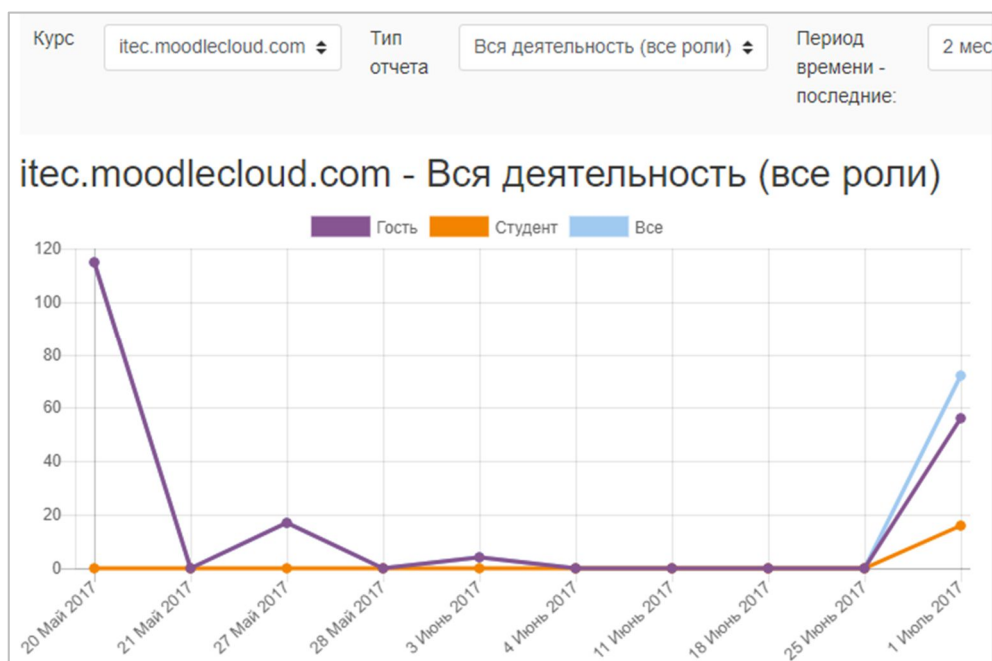 Курс
itec.moodlecloud.com
Тип
отчета
Вся деятельность (все роли)
Период
времени -
последние:
2 мес
itec.moodlecloud.com - Вся деятельность (все роли)
Гость Студент Все
120
100
80
60
40
20
0
20 Май 2017
21 Май 2017
27 Май 2017
28 Май 2017
3 Июнь 2017
4 Июнь 2017
11 Июнь 2017
18 Июнь 2017
25 Июнь 2017
1 Июль 2017